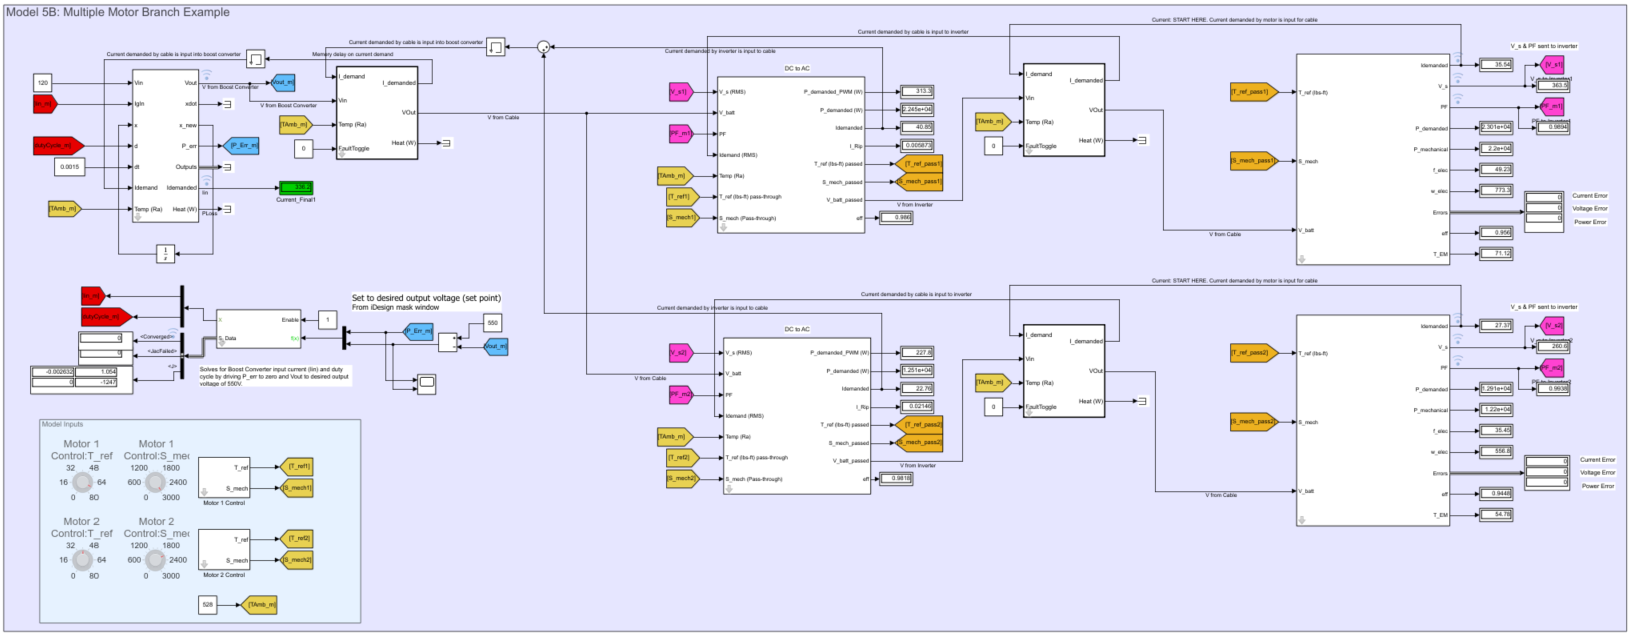 Model 5B: Multiple Motor Branch Example
Current demanded by cable is input into boost converter
Memory delay on current demand
Current demanded by cable is input into boost converter
120
Vin
IgIn
x
d
0.0015
dt
Idemand
[TAmb_m]
Temp (Ra)
Vout
xdot
x_new
P_err
Outputs
Idemanded
Heat (W)
PLoss
V from Boost Converter
Vout_m]
[P_Err_m]
Current_Final1
V from Boost Converter
I_demand
Vin
[TAmb_m]
Temp (Ra)
0
FaultToggle
I_demanded
VOut
Heat (W)
V from Cable
Current demanded by cable is input to inverter
Current demanded by inverter is input to cable
DC to AC
[V_s1]
V_s (RMS)
V_batt
[PF_m1]
PF
Idemand (RMS)
[TAmb_m]
Temp (Ra)
[T_ref1]
T_ref (lbs-ft) pass-through
[S_mech1]
S_mech (Pass-through)
P_demanded_PWM (W)
313.3
P_demanded (W)
2.245e+04
Idemanded
40.85
I_Rip
0.005873
T_ref (lbs-ft) passed
[T_ref_pass1]
S_mech_passed
[S_mech_pass1]
V_batt_passed
V from Inverter
eff
0.986
Current: START HERE. Current demanded by motor is input for cable
I_demand
Vin
[TAmb_m]
Temp (Ra)
0
FaultToggle
I_demanded
VOut
Heat (W)
V from Cable
[T_ref_pass1]
T_ref (lbs-ft)
[S_mech_pass1]
S_mech
V_batt
V_s & PF sent to inverter
Idemanded
35.54
[V_s1]
V_s
363.5
PF
[PF_m1]
0.9894
P_demanded
2.301e+04
P_mechanical
2.2e+04
f_elec
49.23
w_elec
773.3
Errors
0
0
0
Current Error
Voltage Error
Power Error
eff
0.956
T_EM
71.12
Set to desired output voltage (set point)
From iDesign mask window
Enable
1
S_Data
f(x)
[P_Err_m]
550
Vout_m]
<Converged>
0
<JacFailed>
0
<J>
-0.002632
1.064
0
-1247
Solves for Boost Converter input current (Iin) and duty
cycle by driving P_err to zero and Vout to desired output
voltage of 550V.
V from Cable
Current demanded by cable is input to inverter
Current demanded by inverter is input to cable
DC to AC
[V_s2]
V_s (RMS)
V_batt
[PF_m2]
PF
Idemand (RMS)
[TAmb_m]
Temp (Ra)
[T_ref2]
T_ref (lbs-ft) pass-through
[S_mech2]
S_mech (Pass-through)
P_demanded_PWM (W)
227.8
P_demanded (W)
1.251e+04
Idemanded
22.76
I_Rip
0.02146
T_ref (lbs-ft) passed
[T_ref_pass2]
S_mech_passed
[S_mech_pass2]
V_batt_passed
V from Inverter
eff
0.9818
Current: START HERE. Current demanded by motor is input for cable
I_demand
Vin
[TAmb_m]
Temp (Ra)
0
FaultToggle
I_demanded
VOut
Heat (W)
V from Cable
[T_ref_pass2]
T_ref (lbs-ft)
[S_mech_pass2]
S_mech
V_batt
V_s & PF sent to inverter
Idemanded
27.37
[V_s2]
V_s
260.6
PF
[PF_m2]
0.9938
P_demanded
1.291e+04
P_mechanical
1.22e+04
f_elec
35.45
w_elec
556.8
Errors
0
0
0
Current Error
Voltage Error
Power Error
eff
0.9448
T_EM
54.78
Model Inputs
Motor 1
Control:T_ref
32 48
16 64
0 80
Motor 1
Control:S_mec
1200 1800
600 2400
0 3000
T_ref
[T_ref1]
S_mech
[S_mech1]
Motor 1 Control
Motor 2
Control:T_ref
32 48
16 64
0 80
Motor 2
Control:S_mec
1200 1800
600 2400
0 3000
T_ref
[T_ref2]
S_mech
[S_mech2]
Motor 2 Control
528
[TAmb_m]